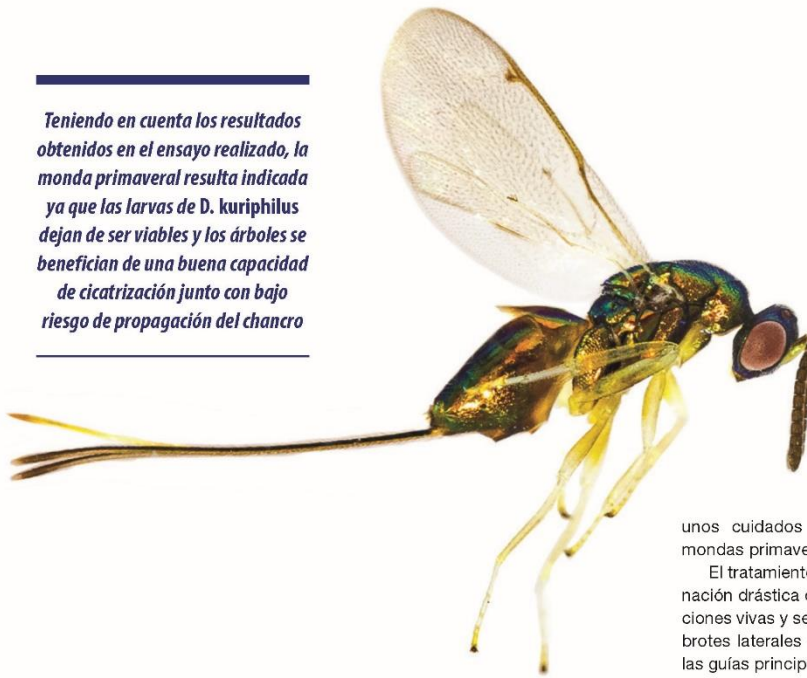 Teniendo en cuenta los resultados
obtenidos en el ensayo realizado, la
monda primaveral resulta indicada
ya que las larvas de D. kuriphilus
dejan de ser viables y los árboles se
benefician de una buena capacidad
de cicatrización junto con bajo
riesgo de propagación del chancro
unos cuidados
mondas primave
El tratamiento
nación drástica
ciones vivas y se
brotes laterales
las guías princip